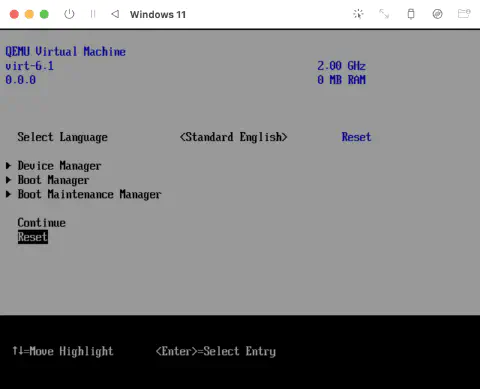 Windows 11
QEMU Virtual Machine
virt-6.1 2.00 GHz
0.0.0 0 MB RAM
Select Language <Standard English> Reset
Device Manager
Boot Manager
Boot Maintenance Manager
Continue
Reset
↑↓=Move Highlight <Enter>=Select Entry